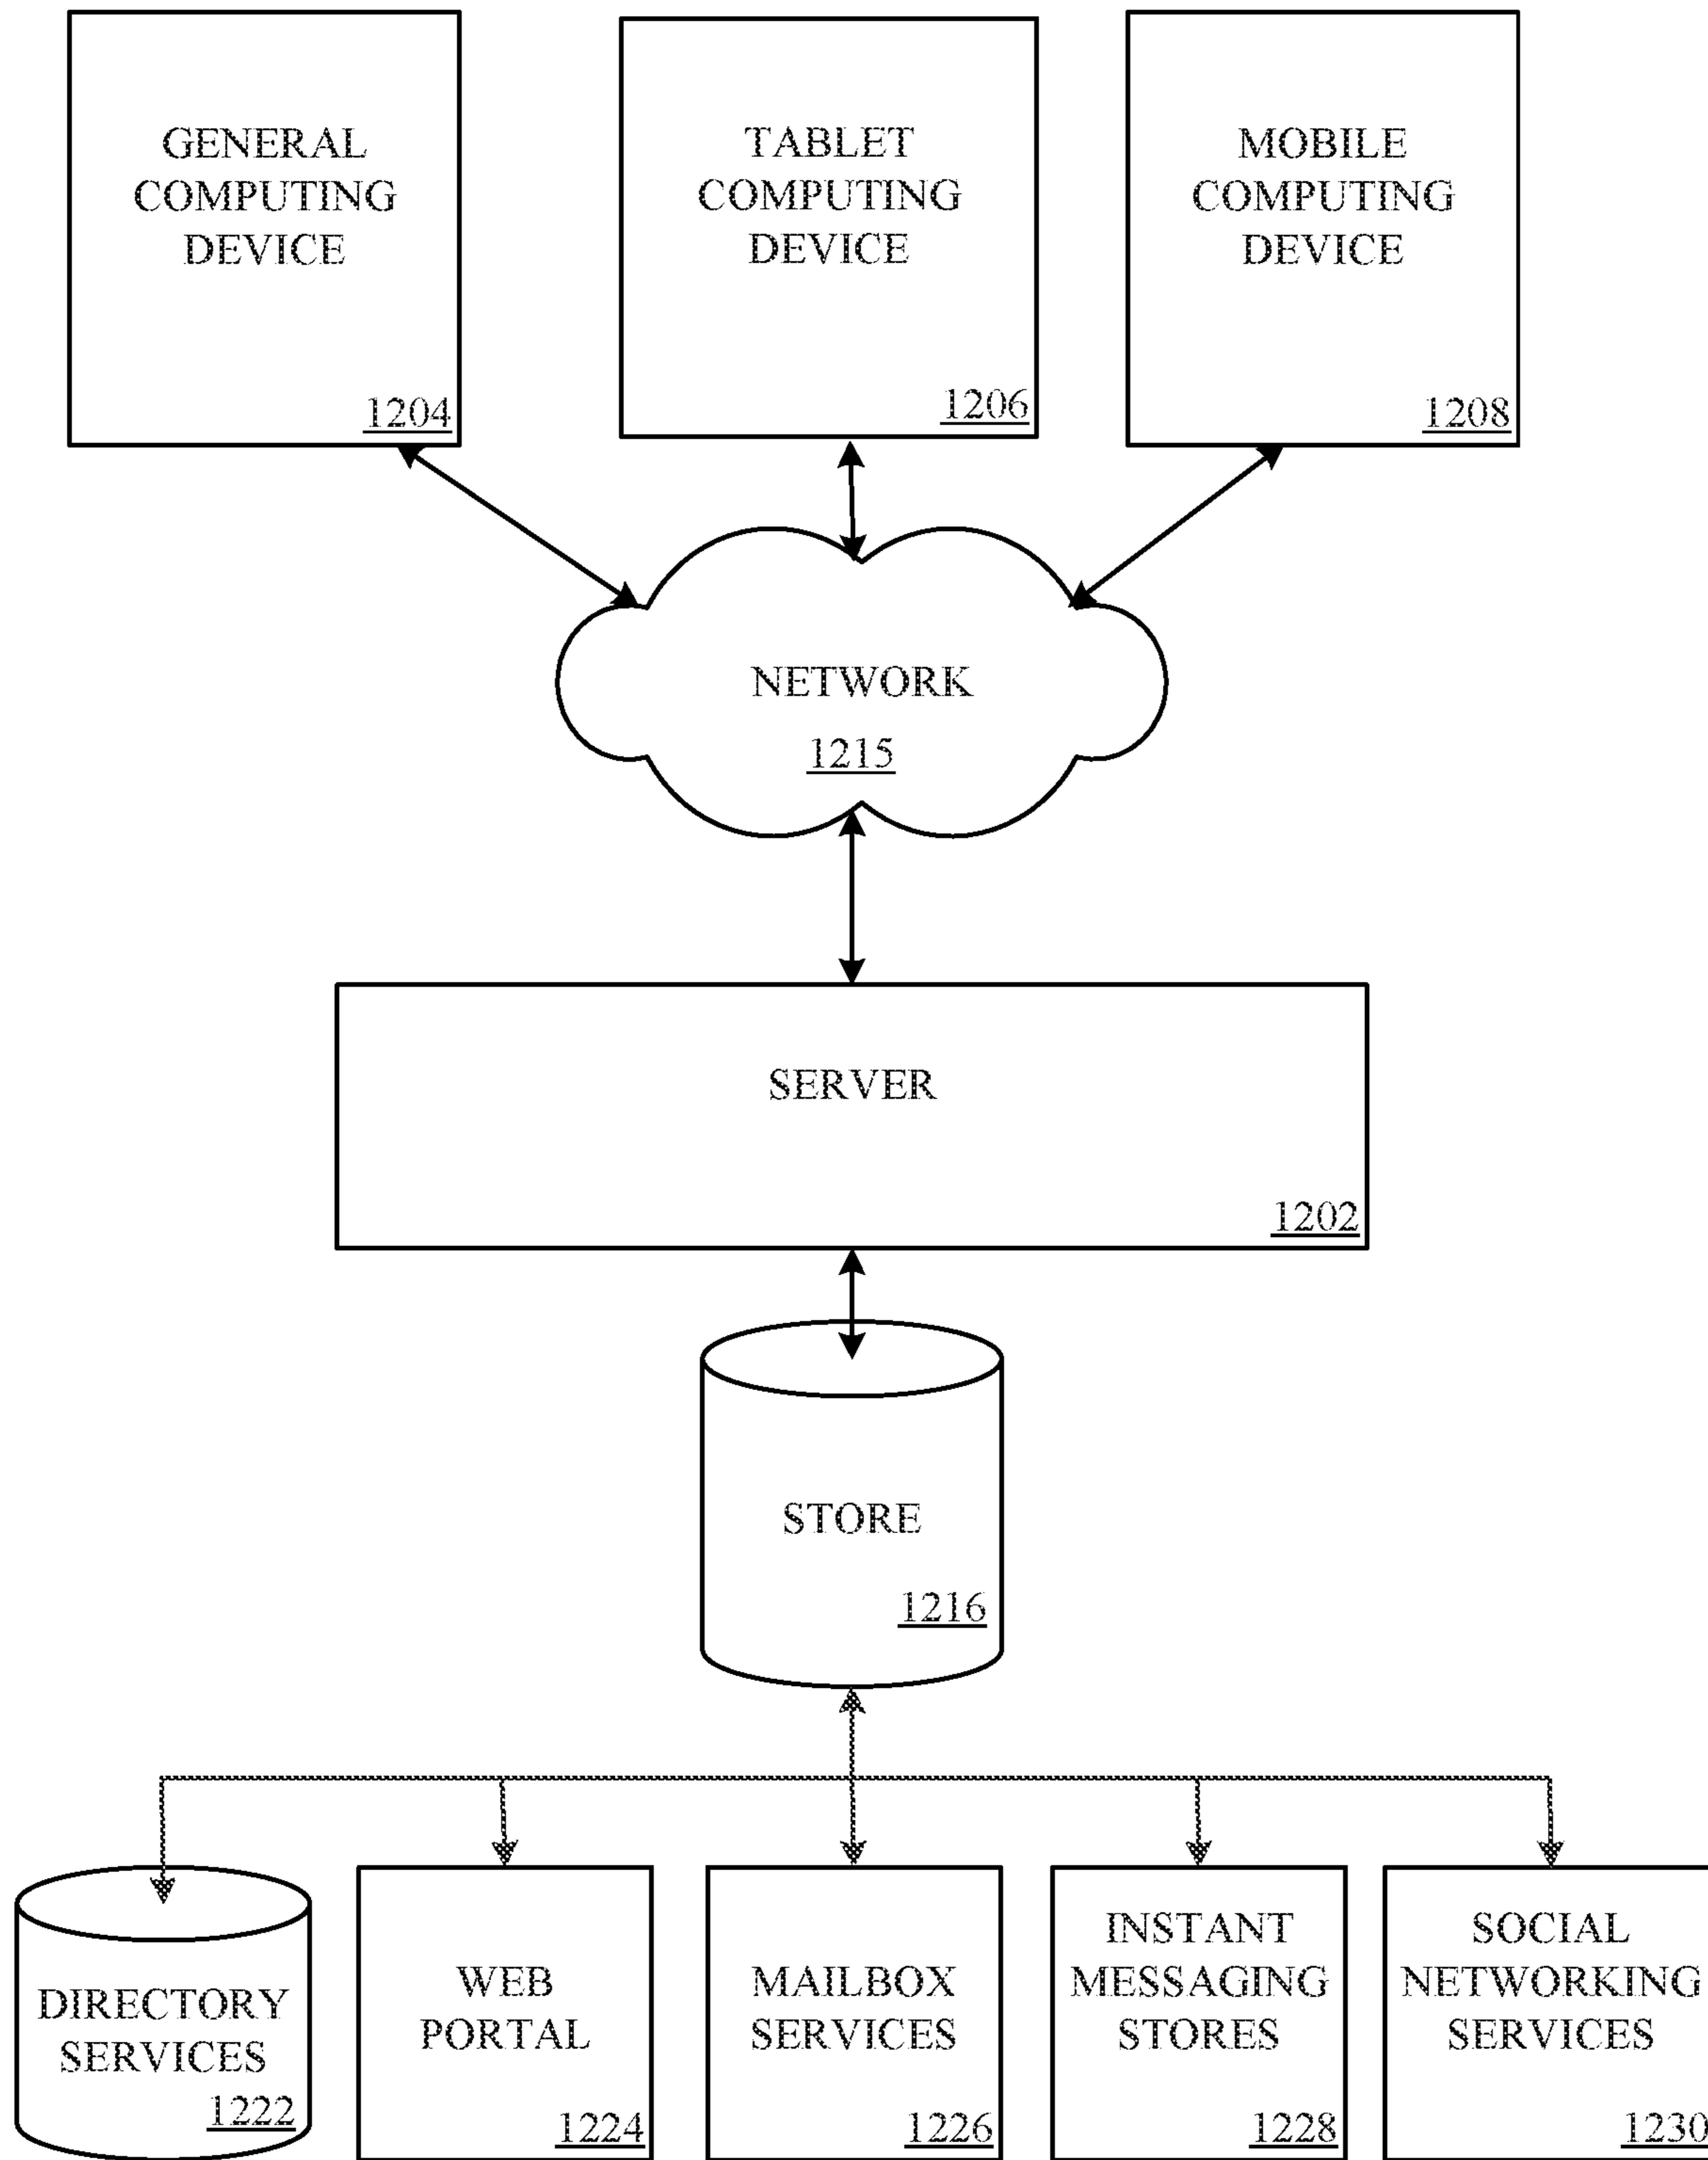 GENERAL
COMPUTING
DEVICE
1204
TABLET
COMPUTING
DEVICE
1206
MOBILE
COMPUTING
DEVICE
1208
NETWORK
1215
SERVER
1202
STORE
1216
DIRECTORY
SERVICES
1222
WEB
PORTAL
1224
MAILBOX
SERVICES
1226
INSTANT
MESSAGING
STORES
1228
SOCIAL
NETWORKING
SERVICES
1230